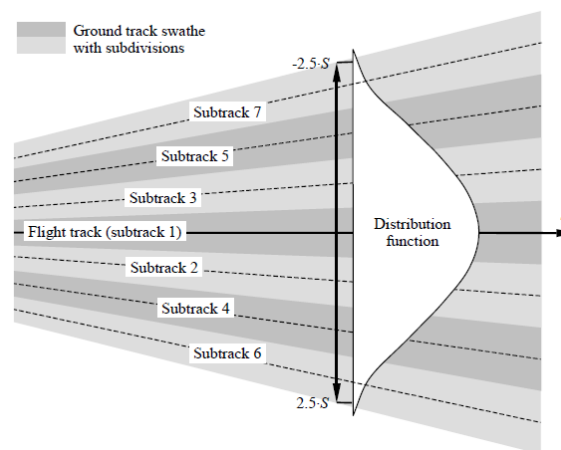 Ground track swathe
with subdivisions
-2.5·S
Subtrack 7
Subtrack 5
Subtrack 3
Flight track (subtrack 1)
Distribution
function
Subtrack 2
Subtrack 4
Subtrack 6
2.5·S